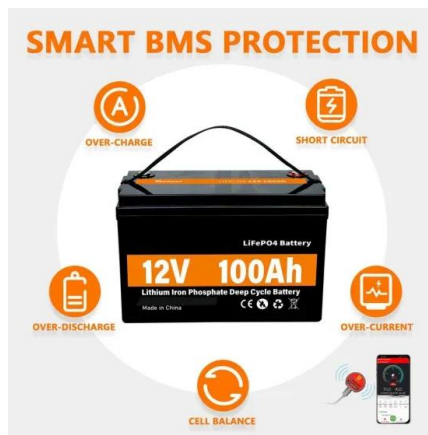 SMART BMS PROTECTION
A
OVER-CHARGE
SHORT CIRCUIT
LiFePO4 Battery
12V 100Ah
Lithium Iron Phosphate Deep Cycle Battery
Made in China
CE
OVER-DISCHARGE
OVER-CURRENT
CELL BALANCE